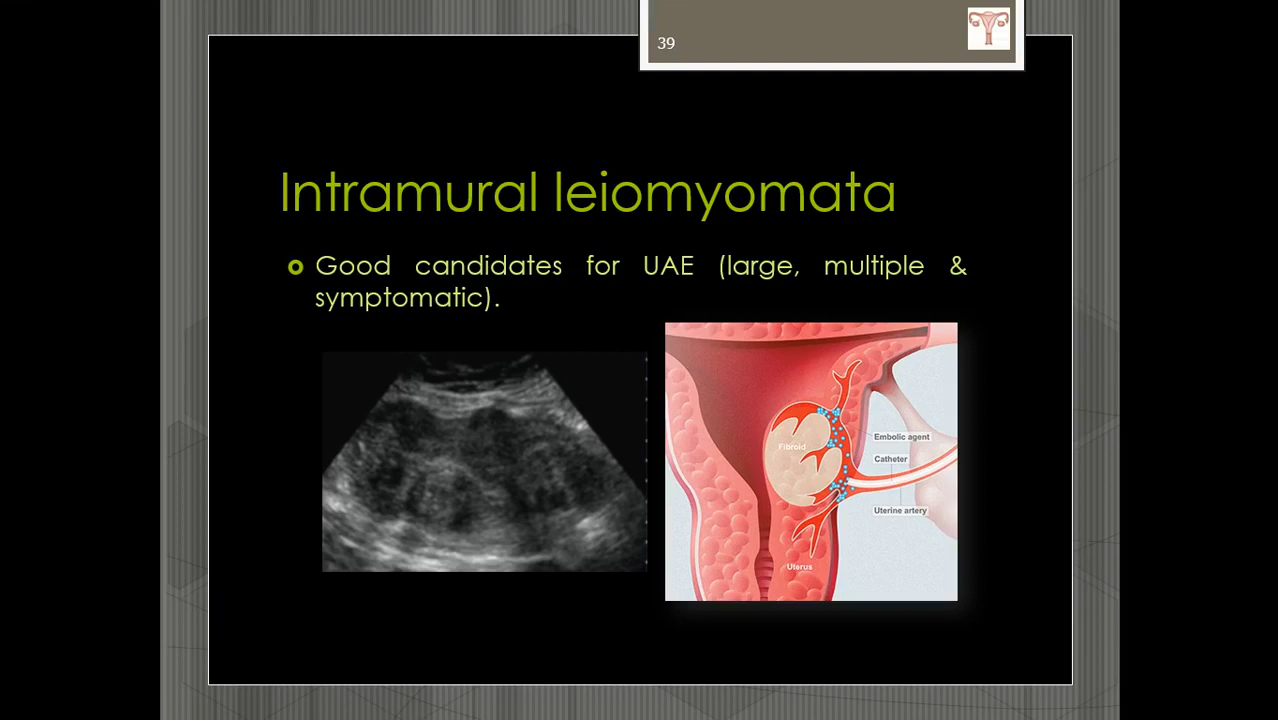 39
Intramural leiomyomata
Good candidates for UAE (large, multiple &
symptomatic).
Fibroid
Embolic agent
Catheter
Uterine artery
Uterus